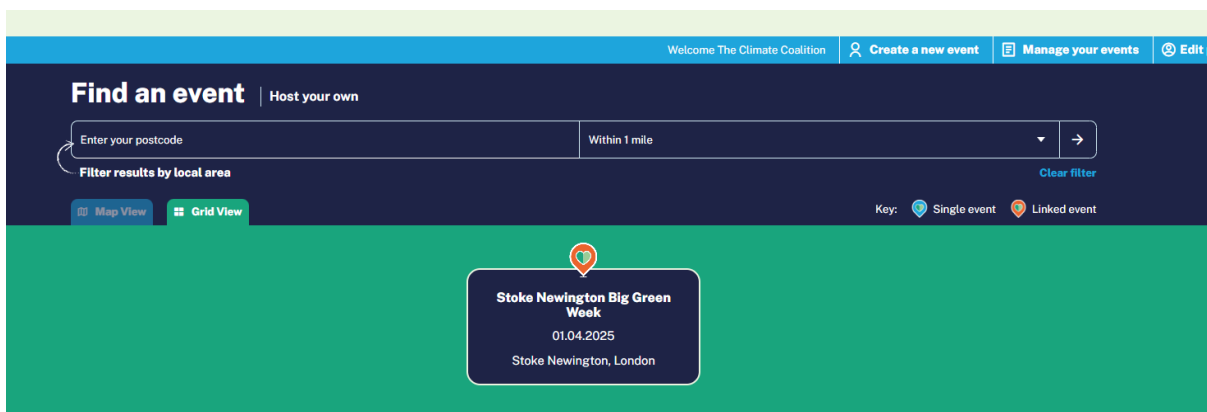 Welcome The Climate Coalition Create a new event Manage your events Edit
Find an event Host your own
Enter your postcode Within 1 mile
Filter results by local area Clear filter
Map View Grid View Key: Single event Linked event
Stoke Newington Big Green
Week
01.04.2025
Stoke Newington, London